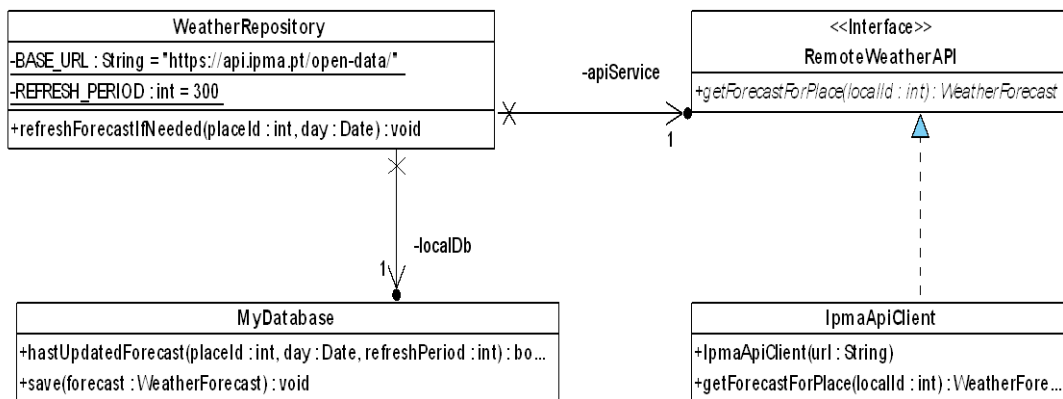 WeatherRepository
-BASE_URL : String = "https://api.ipma.pt/open-data/"
-REFRESH_PERIOD : int = 300
+refreshForecastIfNeeded(placeId : int, day : Date) : void
-apiService
1
<<Interface>>
RemoteWeatherAPI
+getForecastForPlace(localId : int) : WeatherForecast
-localDb
1
MyDatabase
+hastUpdatedForecast(placeId : int, day : Date, refreshPeriod : int) : bo...
+save(forecast : WeatherForecast) : void
IpmaApiClient
+IpmaApiClient(url : String)
+getForecastForPlace(localId : int) : WeatherFore...